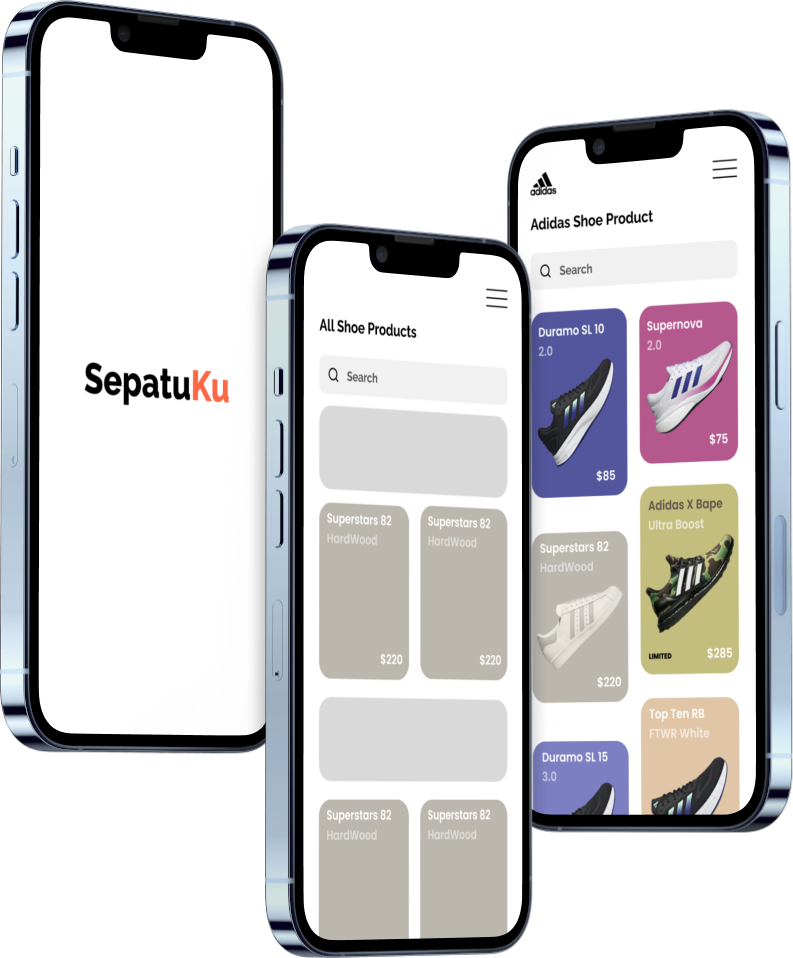 SepatuKu
All Shoe Products
Search
Superstars 82
HardWood
$220
Superstars 82
HardWood
$220
Superstars 82
HardWood
Superstars 82
HardWood
adidas
Adidas Shoe Product
Search
Duramo SL 10
2.0
$85
Supernova
2.0
$75
Superstars 82
HardWood
$220
Adidas X Bape
Ultra Boost
LIMITED
$285
Duramo SL 15
3.0
Top Ten RB
FTWR White